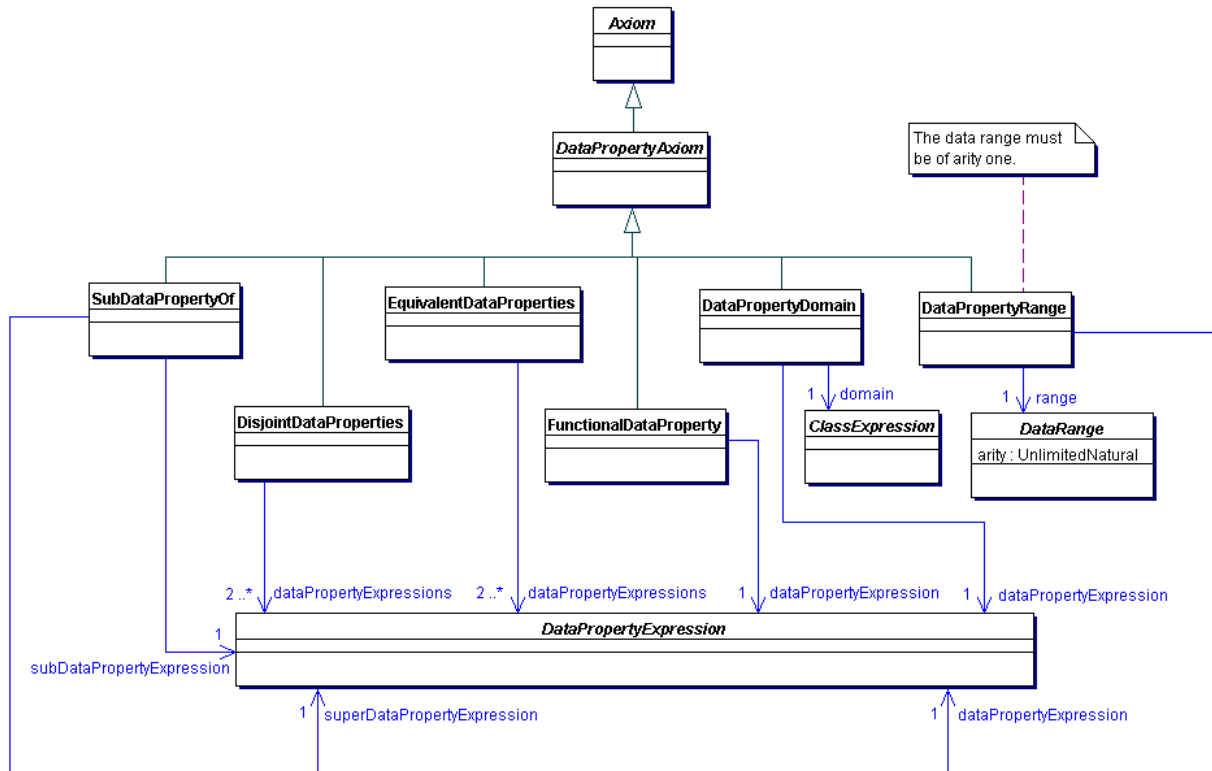 Axiom
DataPropertyAxiom
The data range must
be of arity one.
SubDataPropertyOf
EquivalentDataProperties
DataPropertyDomain
DataPropertyRange
1
domain
1
range
DisjointDataProperties
FunctionalDataProperty
ClassExpression
DataRange
arity : UnlimitedNatural
2 ..*
dataPropertyExpressions
2 ..*
dataPropertyExpressions
1
dataPropertyExpression
1
dataPropertyExpression
DataPropertyExpression
1
subDataPropertyExpression
1
superDataPropertyExpression
1
dataPropertyExpression